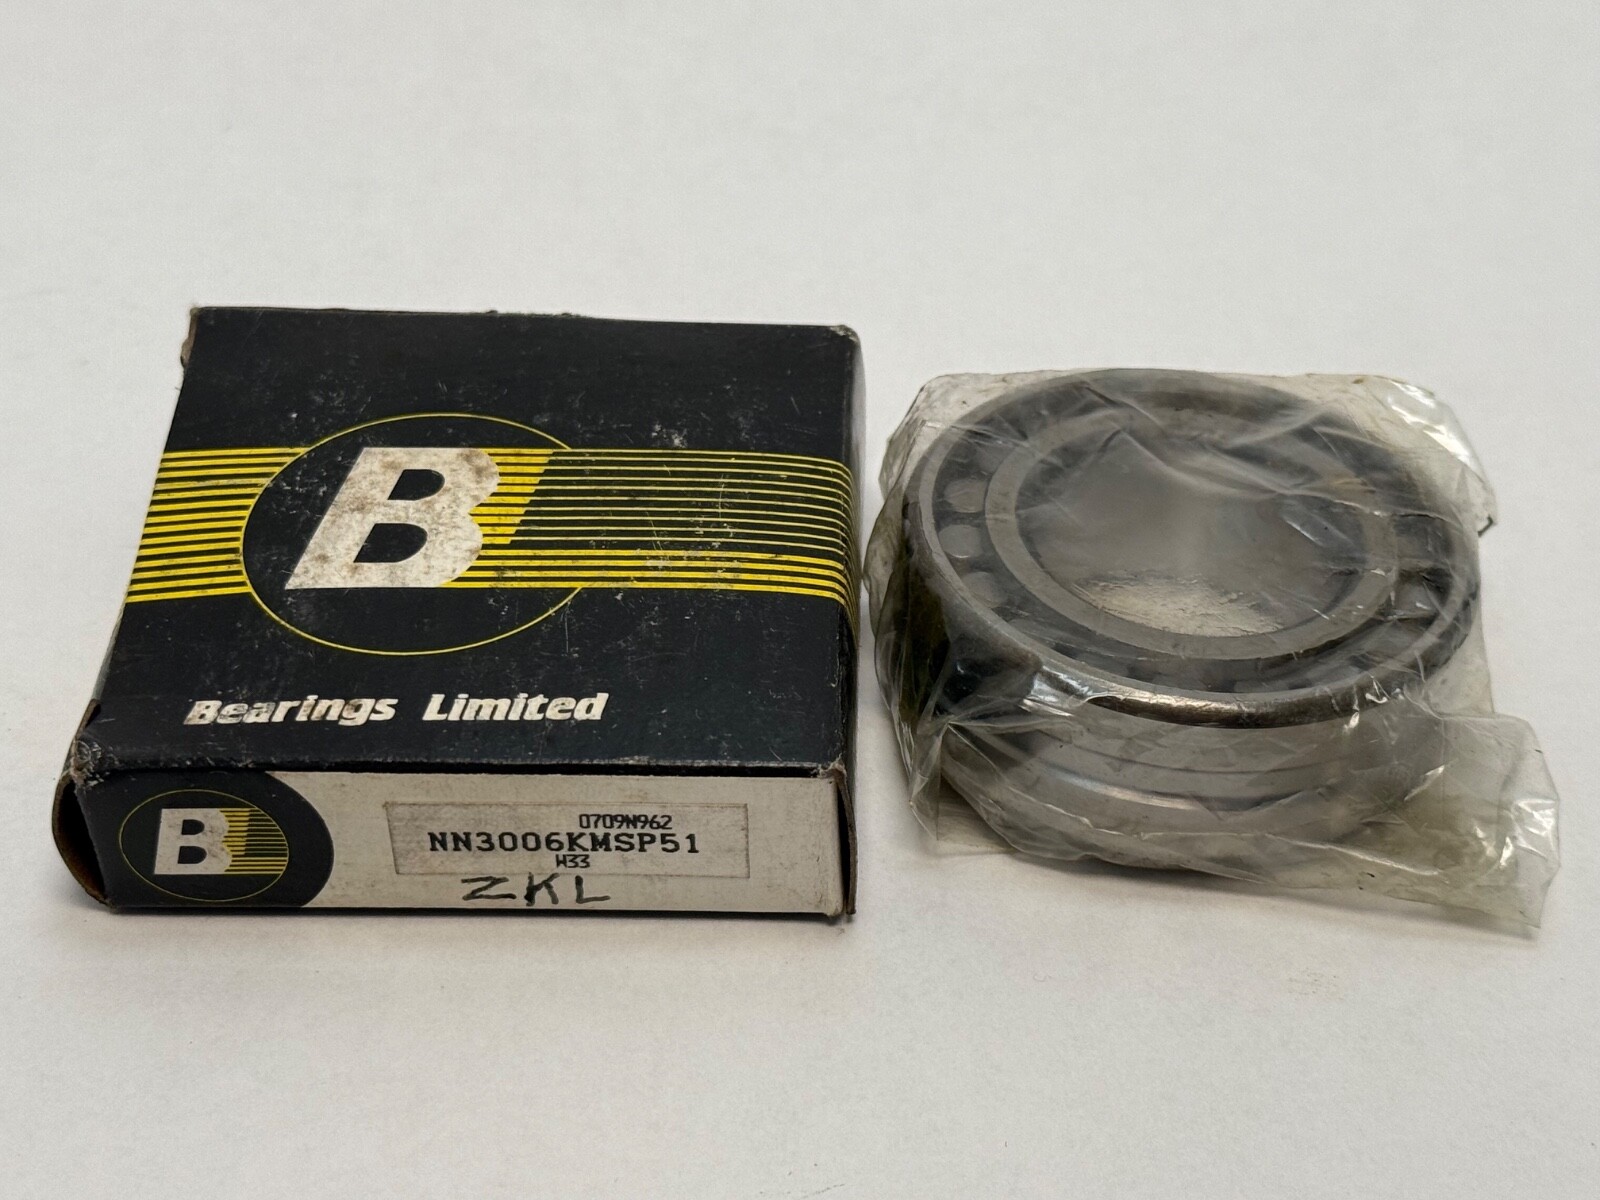 B
Bearings Limited
B
0709N962
NN3006KMSP51
W33
ZKL